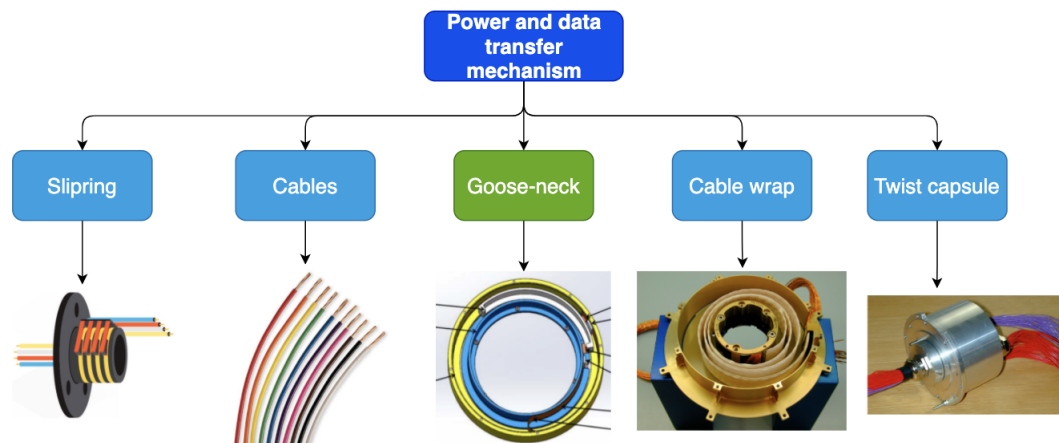 Power and data
transfer
mechanism
Slipring
Cables
Goose-neck
Cable wrap
Twist capsule